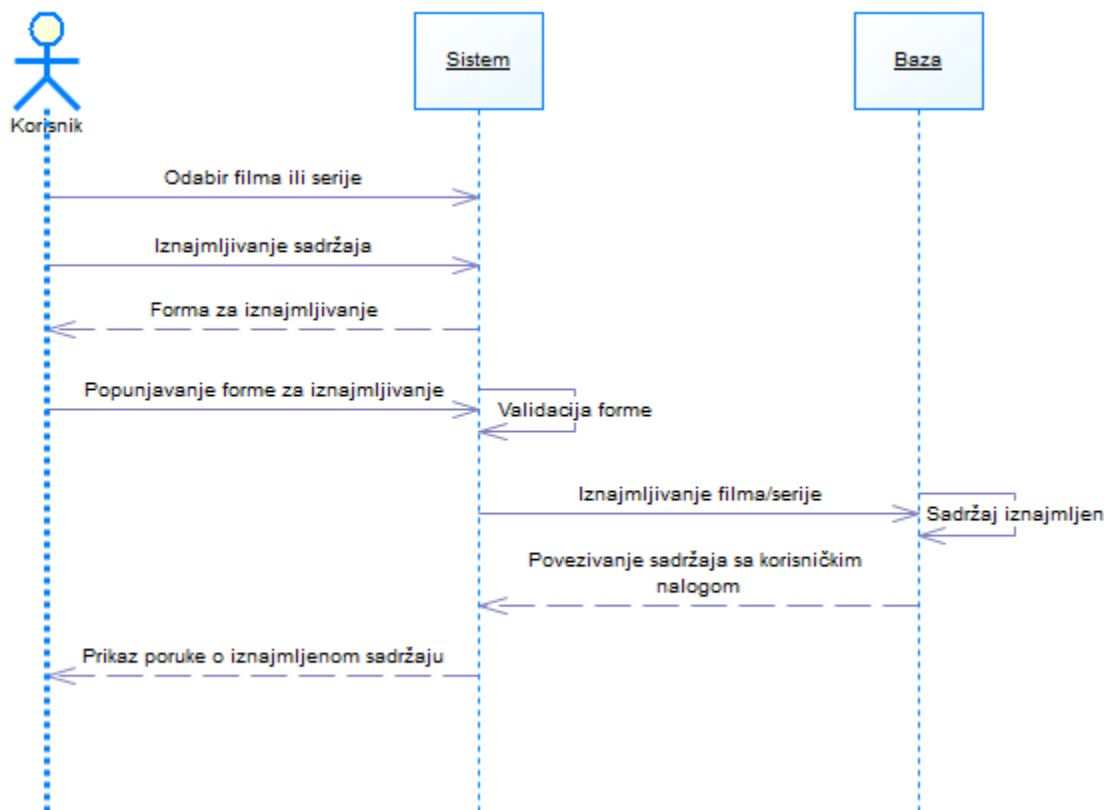 Sistem
Baza
Korisnik
Odabir filma ili serije
Iznajmljivanje sadržaja
Forma za iznajmljivanje
Popunjavanje forme za iznajmljivanje
Validacija forme
Iznajmljivanje filma/serije
Sadržaj iznajmljen
Povezivanje sadržaja sa korisničkim
nalogom
Prikaz poruke o iznajmljenom sadržaju